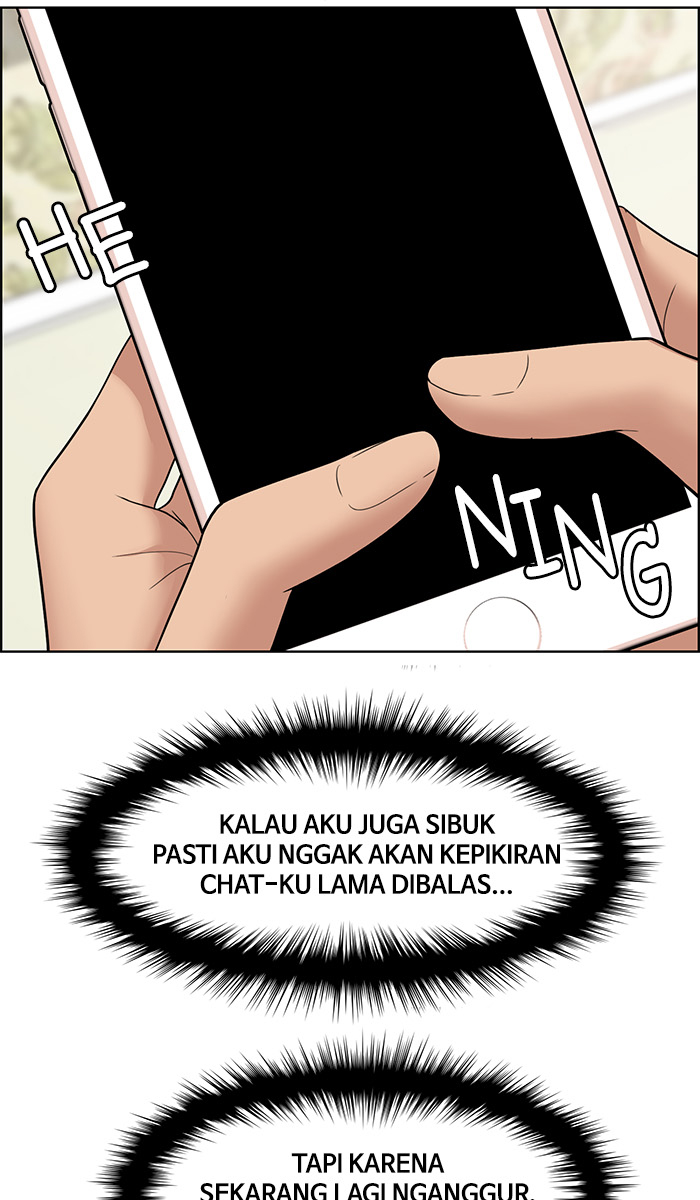 HE
NING
KALAU AKU JUGA SIBUK
PASTI AKU NGGAK AKAN KEPIKIRAN
CHAT-KU LAMA DIBALAS...
TAPI KARENA
SEKARANG LAGI NGANGGUR,